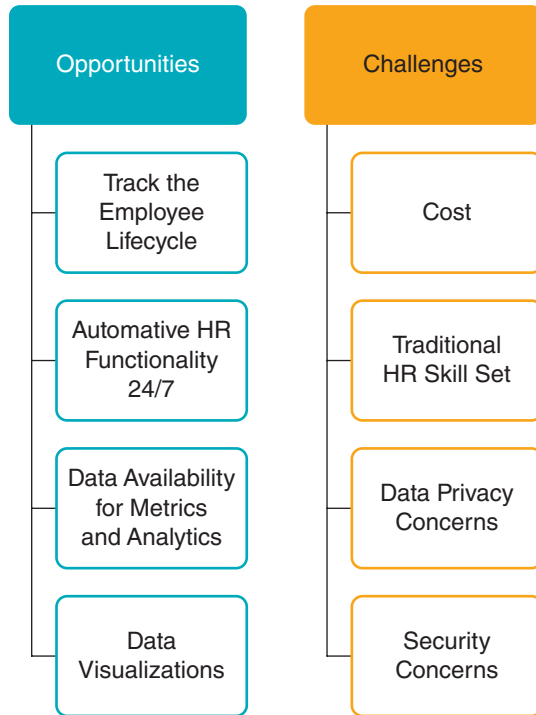 Opportunities
Track the
Employee
Lifecycle
Automative HR
Functionality
24/7
Data Availability
for Metrics
and Analytics
Data
Visualizations
Challenges
Cost
Traditional
HR Skill Set
Data Privacy
Concerns
Security
Concerns